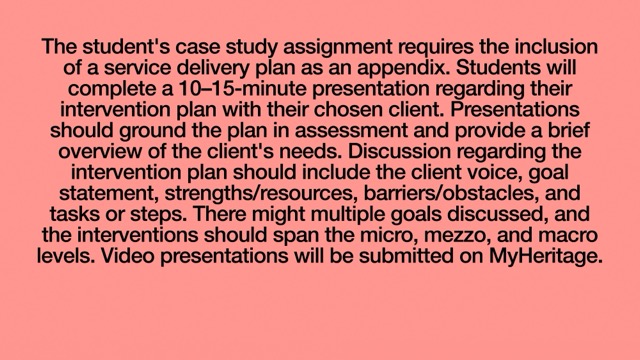 The student's case study assignment requires the inclusion
of a service delivery plan as an appendix. Students will
complete a 10–15-minute presentation regarding their
intervention plan with their chosen client. Presentations
should ground the plan in assessment and provide a brief
overview of the client's needs. Discussion regarding the
intervention plan should include the client voice, goal
statement, strengths/resources, barriers/obstacles, and
tasks or steps. There might multiple goals discussed, and
the interventions should span the micro, mezzo, and macro
levels. Video presentations will be submitted on MyHeritage.